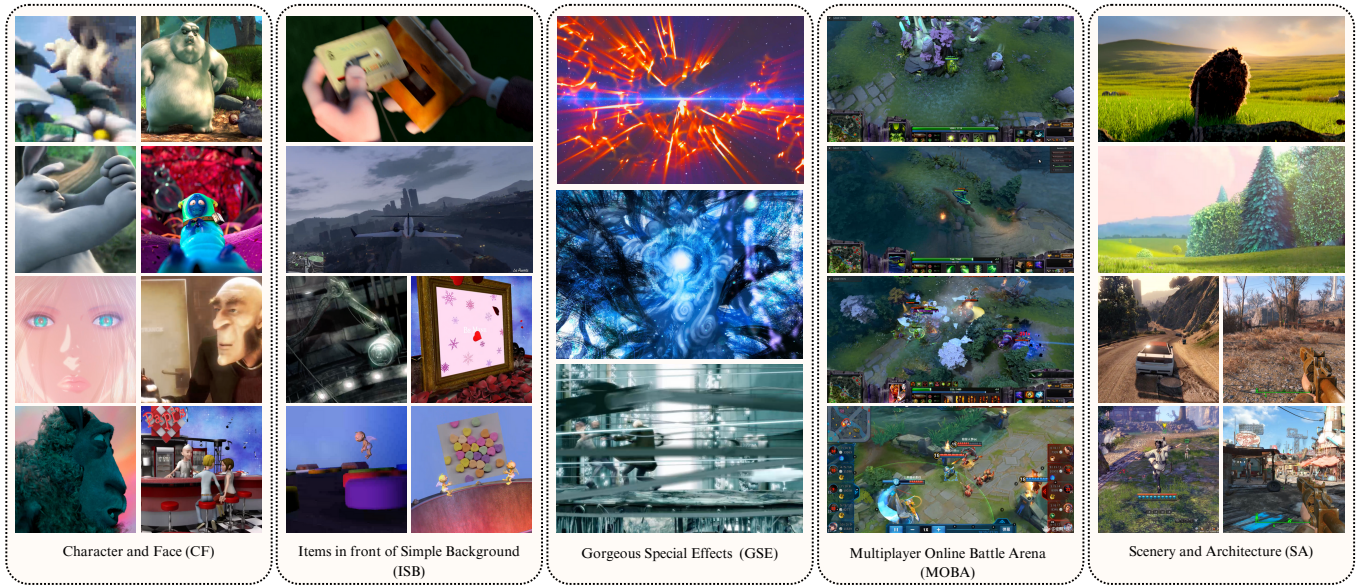 Character and Face (CF)
Items in front of Simple Background
(ISB)
Gorgeous Special Effects (GSE)
Multiplayer Online Battle Arena
(MOBA)
Scenery and Architecture (SA)